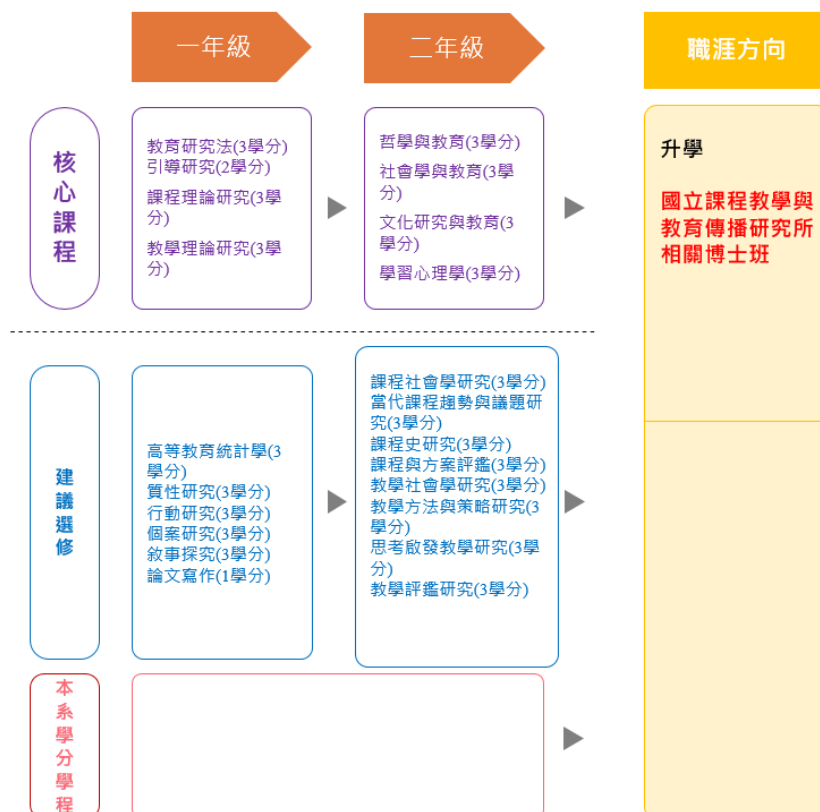 一年級
二年級
職涯方向
核心課程
教育研究法(3學分)
引導研究(2學分)
課程理論研究(3學
分)
教學理論研究(3學
分)
哲學與教育(3學分)
社會學與教育(3學
分)
文化研究與教育(3
學分)
學習心理學(3學分)
升學
國立課程教學與
教育傳播研究所
相關博士班
建議選修
高等教育統計學(3
學分)
質性研究(3學分)
行動研究(3學分)
個案研究(3學分)
敘事探究(3學分)
論文寫作(1學分)
課程社會學研究(3學分)
當代課程趨勢與議題研
究(3學分)
課程史研究(3學分)
課程與方案評鑑(3學分)
教學社會學研究(3學分)
教學方法與策略研究(3
學分)
思考啟發教學研究(3學
分)
教學評鑑研究(3學分)
本系學分學程